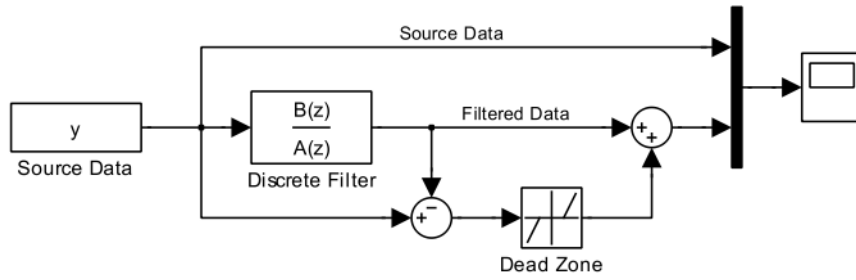 Source Data
y
B(z)
A(z)
Filtered Data
+
+
Source Data
Discrete Filter
+
−
Dead Zone